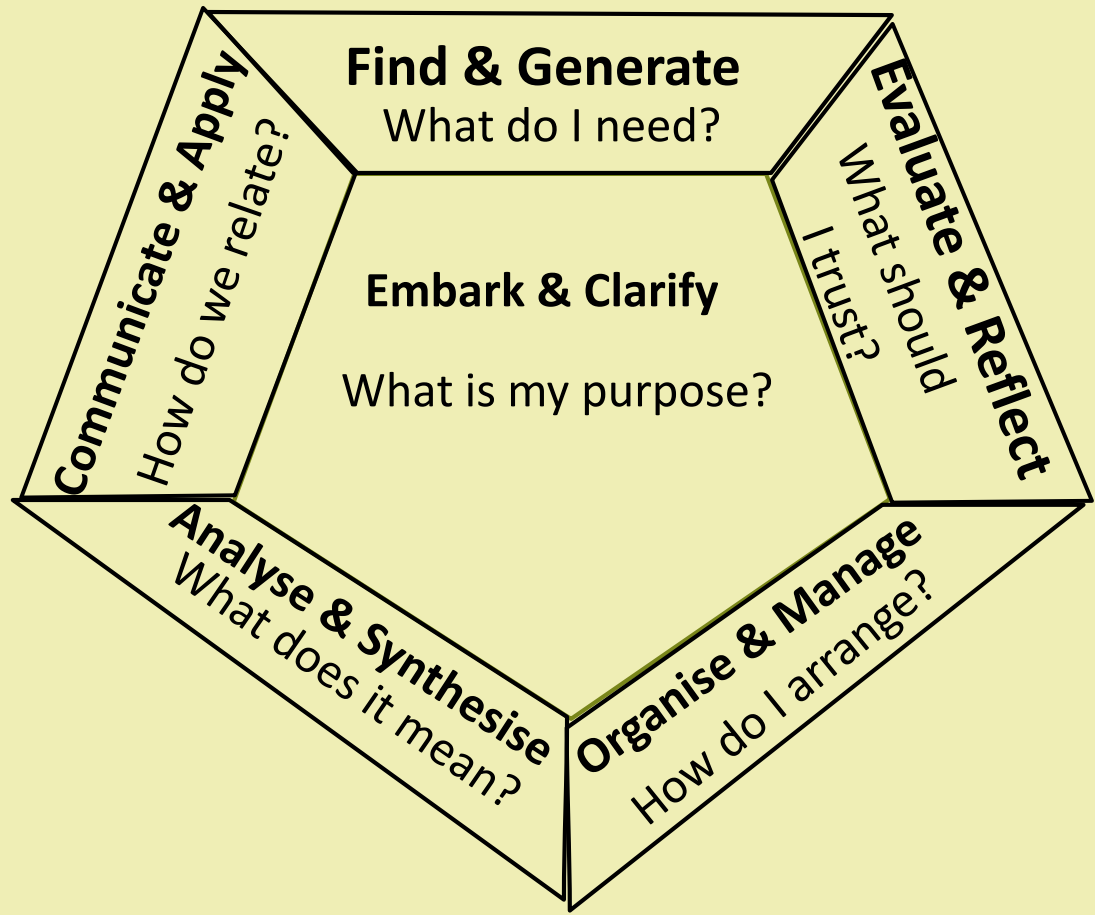 Find & Generate
What do I need?
Evaluate & Reflect
What should
I trust?
Organise & Manage
How do I arrange?
Analyse & Synthesise
What does it mean?
Communicate & Apply
How do we relate?
Embark & Clarify
What is my purpose?